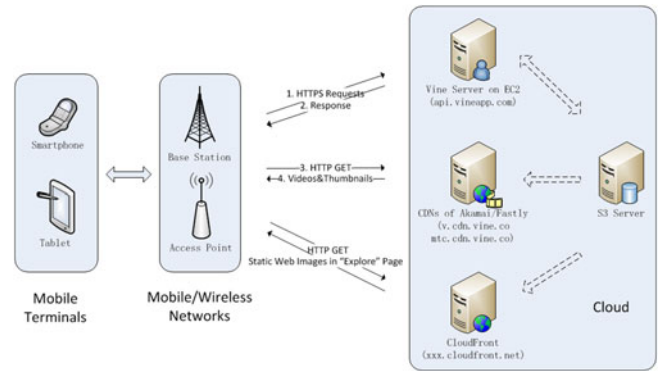 Smartphone
Tablet
Mobile
Terminals
Base Station
Access Point
Mobile/Wireless
Networks
1. HTTPS Requests
2. Response
3. HTTP GET
4. Videos&Thumbnails
HTTP GET
Static Web Images in "Explore" Page
Vine Server on EC2
(api.vineapp.com)
CDNs of Akamai/Fastly
(v.cdn.vine.co
mtc.cdn.vine.co)
S3 Server
CloudFront
(xxx.cloudfront.net)
Cloud